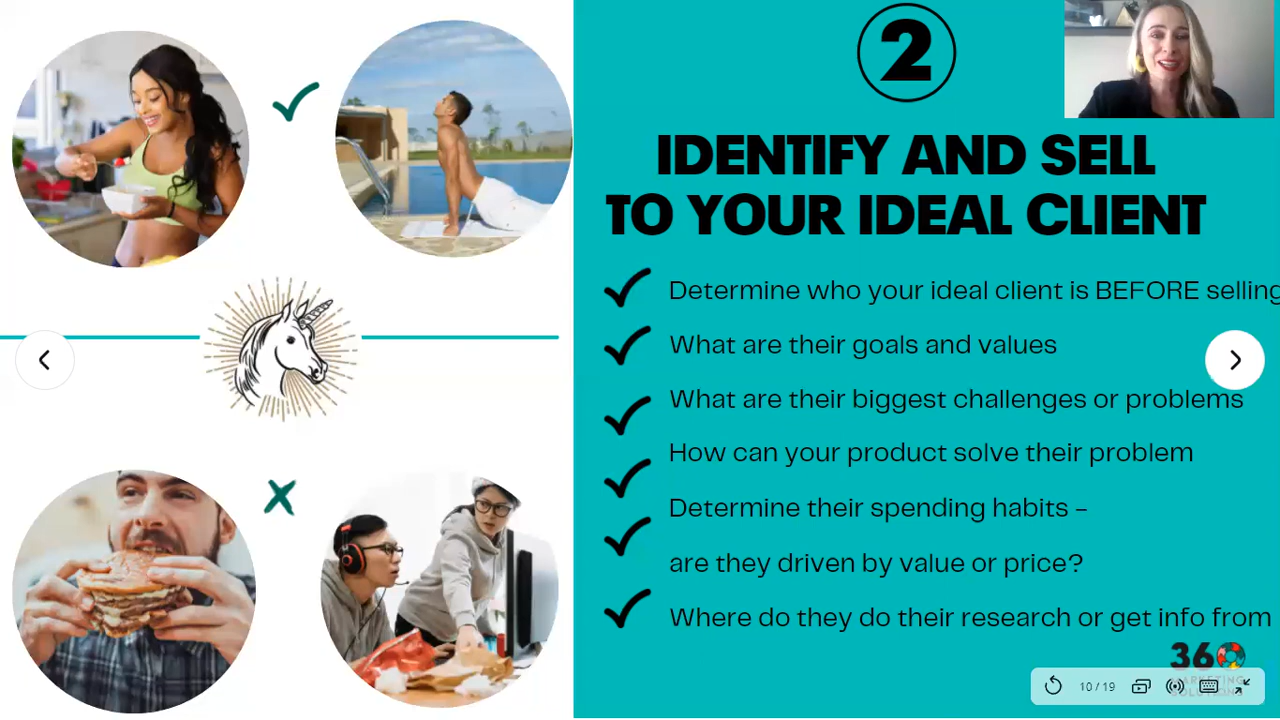 2
IDENTIFY AND SELL
TO YOUR IDEAL CLIENT
Determine who your ideal client is BEFORE selling
What are their goals and values
What are their biggest challenges or problems
How can your product solve their problem
Determine their spending habits –
are they driven by value or price?
Where do they do their research or get info from
360
MARKETING
SOLUTIONS
10 / 19